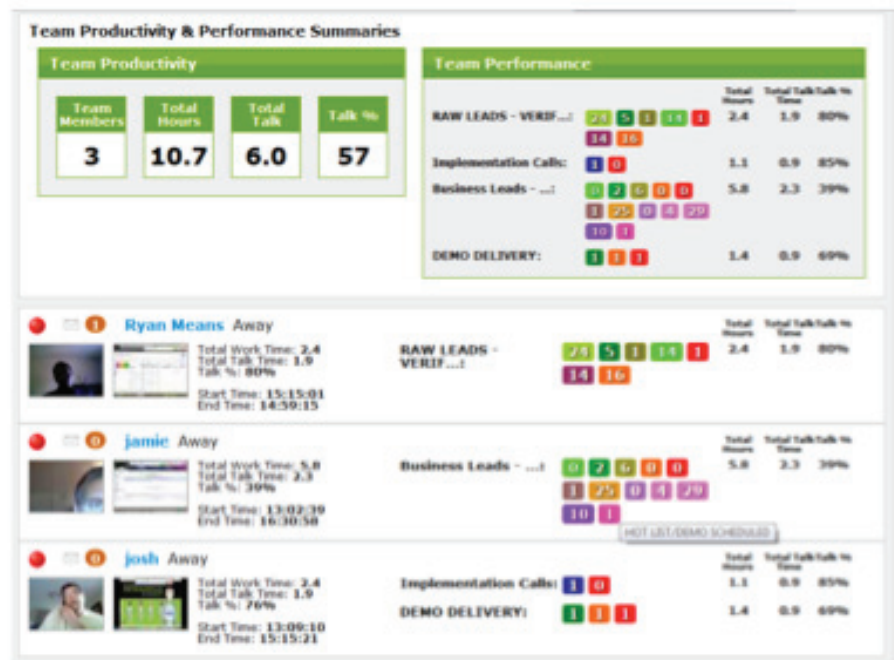 Team Productivity & Performance Summaries
Team Productivity
Team Members
Total Hours
Total Talk
Talk %
3 10.7 6.0 57
Team Performance
Total Hours Total Talk Time Talk %
RAW LEADS - VERIF...: 24 5 1 14 1 2.4 1.9 80%
14 16
Implementation Calls: 1 0 1.1 0.9 85%
Business Leads - ...: 0 2 6 0 0 5.8 2.3 39%
1 25 0 4 29
10 1
DEMO DELIVERY: 1 1 1 1.4 0.9 69%
1 Ryan Means Away
Total Work Time: 2.4
Total Talk Time: 1.9
Talk %: 80%
Start Time: 15:15:01
End Time: 14:59:15
Total Hours Total Talk Time Talk %
RAW LEADS - 24 5 1 14 1 2.4 1.9 80%
VERIF...: 14 16
0 jamie Away
Total Work Time: 5.8
Total Talk Time: 2.3
Talk %: 39%
Start Time: 13:02:39
End Time: 16:30:58
Total Hours Total Talk Time Talk %
Business Leads - ...: 0 2 6 0 0 5.8 2.3 39%
1 25 0 4 29
10 1
HOT LIST/DEMO SCHEDULED
0 josh Away
Total Work Time: 2.4
Total Talk Time: 1.9
Talk %: 76%
Start Time: 13:09:10
End Time: 15:15:21
Total Hours Total Talk Time Talk %
Implementation Calls: 1 0 1.1 0.9 85%
DEMO DELIVERY: 1 1 1 1.4 0.9 69%